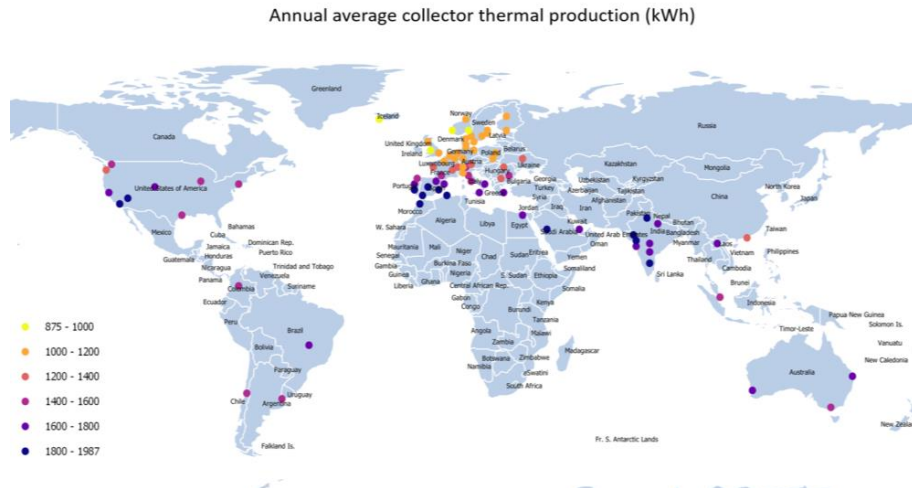 Annual average collector thermal production (kWh)
Greenland
Iceland
Norway
Sweden
Russia
Canada
United Kingdom
Denmark
Latvia
Ireland
Germany
Poland
Belarus
Luxembourg
Austria
Ukraine
Kazakhstan
Mongolia
France
Hungary
United States of America
Portugal
Bulgaria
Georgia
Uzbekistan
Kyrgyzstan
North Korea
Greece
Turkey
Azerbaijan
Tajikistan
China
Japan
Tunisia
Syria
Afghanistan
Morocco
Jordan
Iraq
Iran
Pakistan
Nepal
Mexico
Bahamas
Algeria
Libya
Egypt
Kuwait
Bhutan
Taiwan
Cuba
W. Sahara
Saudi Arabia
United Arab Emirates
India
Bangladesh
Jamaica
Dominican Rep.
Oman
Myanmar
Laos
Guatemala
Honduras
Puerto Rico
Mauritania
Mali
Niger
Sudan
Eritrea
Yemen
Vietnam
Philippines
Nicaragua
Senegal
Chad
Thailand
Panama
Trinidad and Tobago
Gambia
Burkina Faso
Somaliland
Cambodia
Venezuela
Guinea
Nigeria
S. Sudan
Ethiopia
Sri Lanka
Colombia
Suriname
Liberia
Ghana
Central African Rep.
Somalia
Brunei
Ecuador
Gabon
Kenya
Indonesia
Congo
Burundi
Papua New Guinea
Peru
Brazil
Tanzania
Solomon Is.
Angola
Malawi
Timor-Leste
Bolivia
Zambia
Vanuatu
Botswana
Zimbabwe
Madagascar
New Caledonia
Paraguay
Namibia
eSwatini
Australia
South Africa
Chile
Uruguay
Argentina
New Zeala
Falkland Is.
Fr. S. Antarctic Lands
875 - 1000
1000 - 1200
1200 - 1400
1400 - 1600
1600 - 1800
1800 - 1987